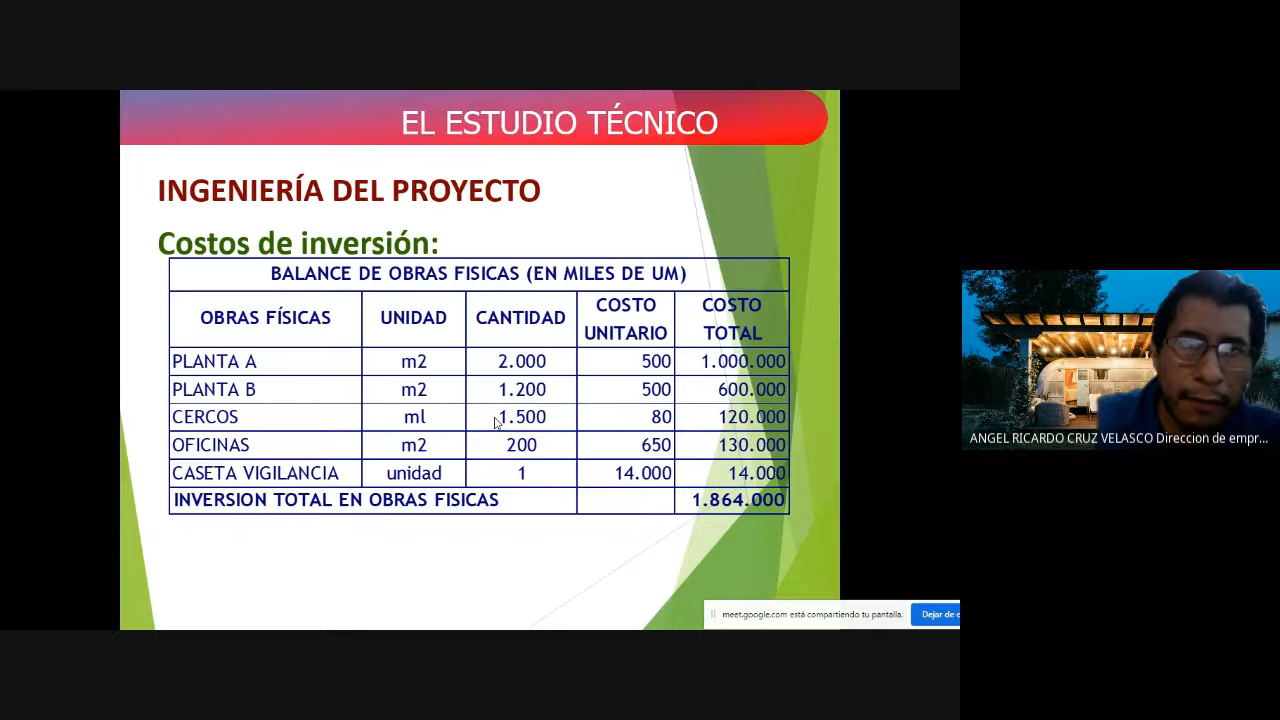 EL ESTUDIO TÉCNICO
INGENIERÍA DEL PROYECTO
Costos de inversión:
BALANCE DE OBRAS FISICAS (EN MILES DE UM)
OBRAS FÍSICAS UNIDAD CANTIDAD COSTO UNITARIO COSTO TOTAL
PLANTA A m2 2.000 500 1.000.000
PLANTA B m2 1.200 500 600.000
CERCOS ml 1.500 80 120.000
OFICINAS m2 200 650 130.000
CASETA VIGILANCIA unidad 1 14.000 14.000
INVERSION TOTAL EN OBRAS FISICAS 1.864.000
meet.google.com está compartiendo tu pantalla. Dejar de
ANGEL RICARDO CRUZ VELASCO Direccion de empr...